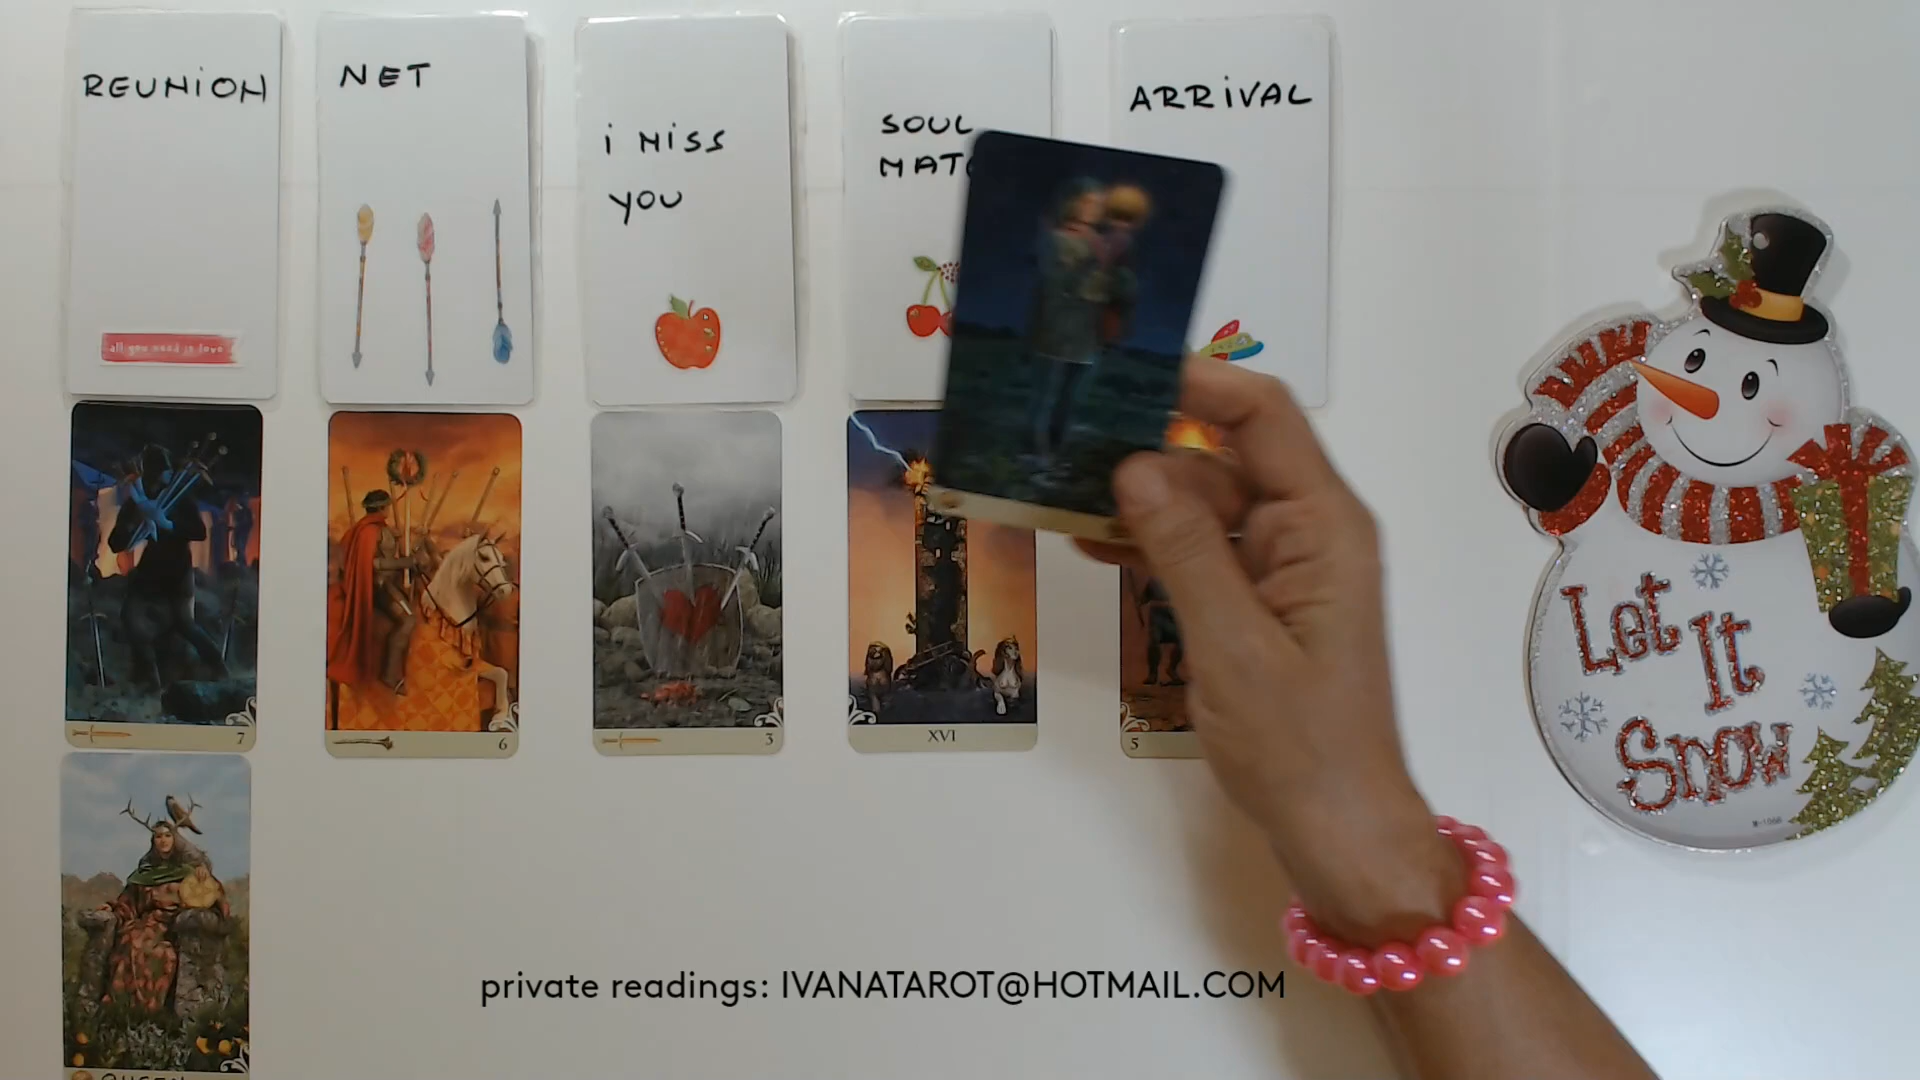 REUNiON
NET
i MiSS
YOU
SOUL
ARRiVAL
all you need is love
7
6
3
XVI
5
QUEEN
private readings: IVANATAROT@HOTMAIL.COM
Let
It
Snow